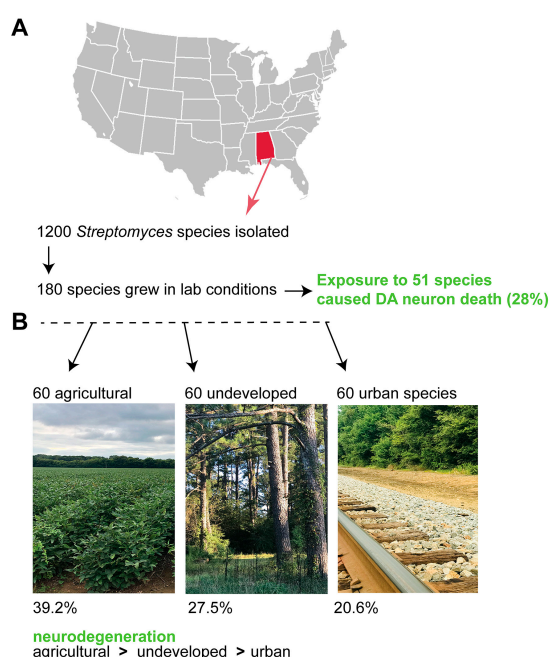 A
1200 Streptomyces species isolated
180 species grew in lab conditions
Exposure to 51 species
caused DA neuron death (28%)
B
60 agricultural
60 undeveloped
60 urban species
39.2%
27.5%
20.6%
neurodegeneration
agricultural > undeveloped > urban